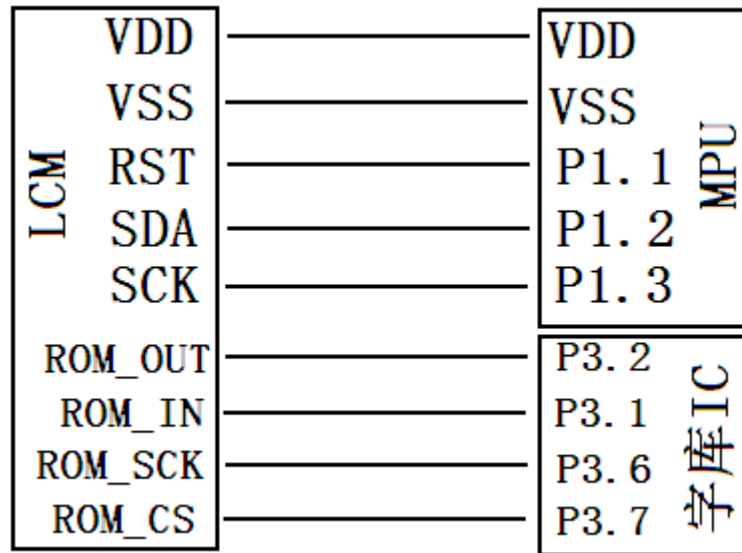 VDD VDD
VSS VSS
RST P1.1
SDA P1.2
SCK P1.3
LCM
MPU
ROM_OUT P3.2
ROM_IN P3.1
ROM_SCK P3.6
ROM_CS P3.7
字库IC